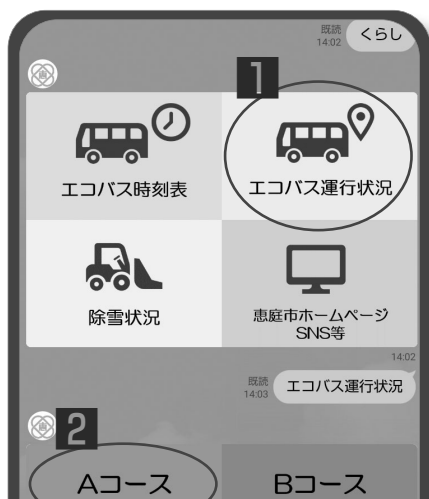 既読
14:02
くらし
1
エコバス時刻表
エコバス運行状況
除雪状況
恵庭市ホームページ
SNS等
14:02
既読
14:03
エコバス運行状況
2
Aコース
Bコース